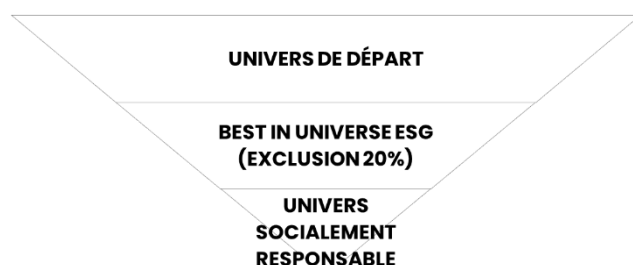 UNIVERS DE DÉPART
BEST IN UNIVERSE ESG
(EXCLUSION 20%)
UNIVERS
SOCIALEMENT
RESPONSABLE